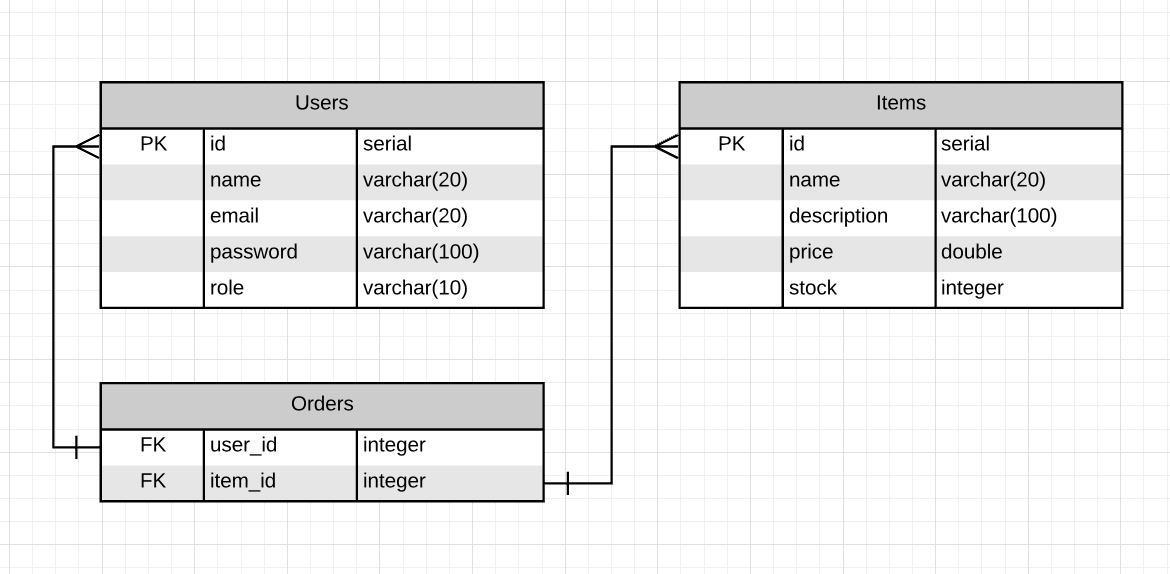 Users
PK id serial
name varchar(20)
email varchar(20)
password varchar(100)
role varchar(10)
Items
PK id serial
name varchar(20)
description varchar(100)
price double
stock integer
Orders
FK user_id integer
FK item_id integer